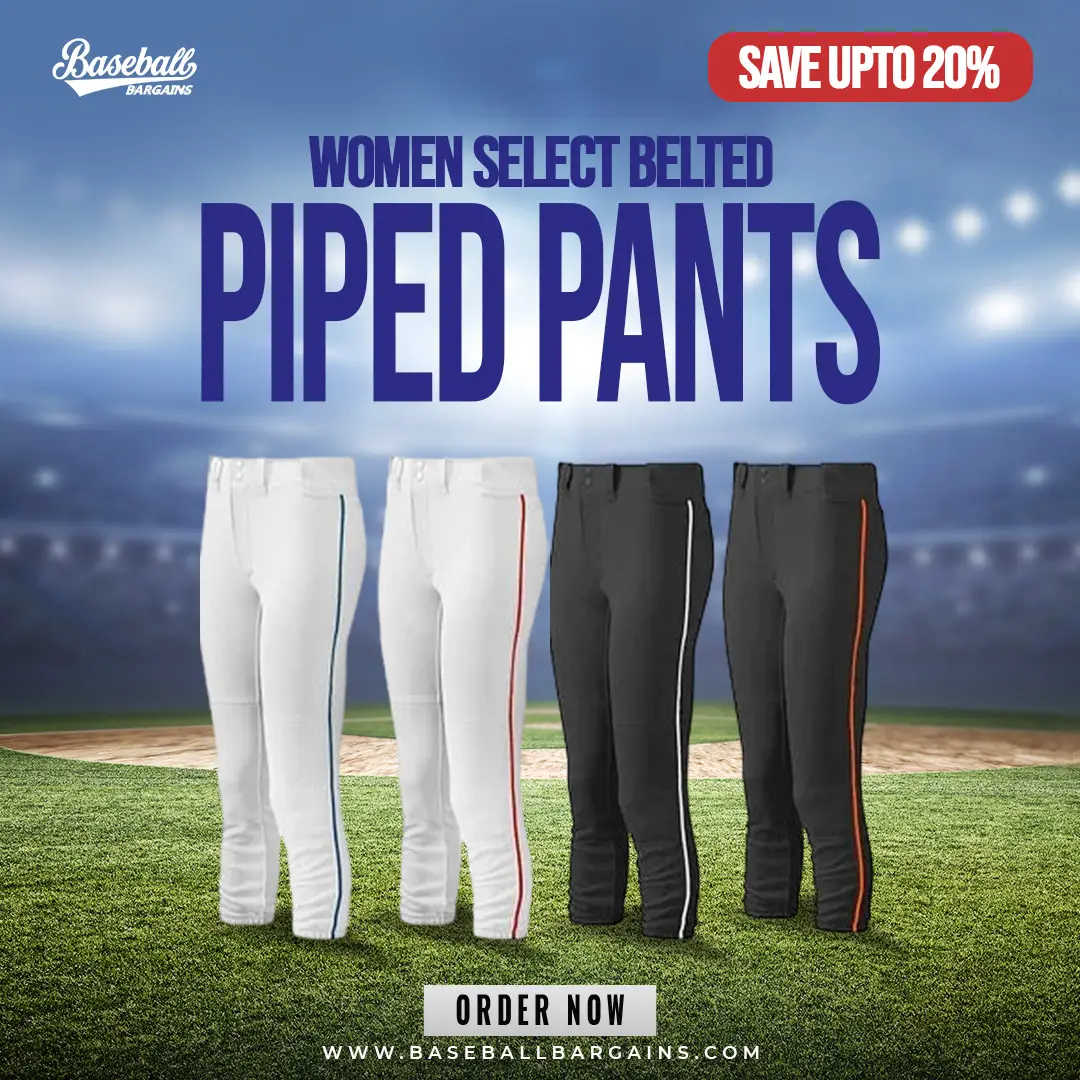 Baseball
BARGAINS
SAVE UPTO 20%
WOMEN SELECT BELTED
PIPED PANTS
ORDER NOW
WWW.BASEBALLBARGAINS.COM